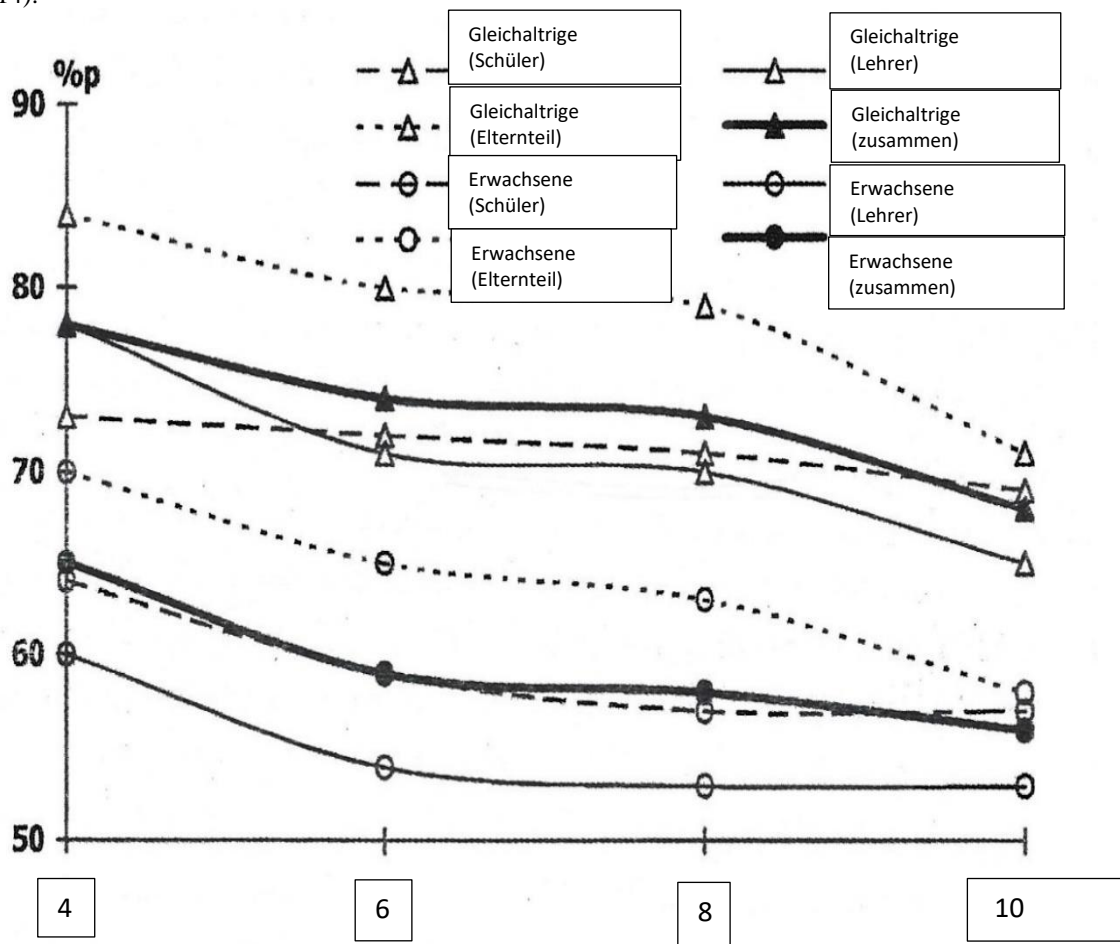 14).
%p
Gleichaltrige
(Schüler)
Gleichaltrige
(Elternteil)
Erwachsene
(Schüler)
Erwachsene
(Elternteil)
Gleichaltrige
(Lehrer)
Gleichaltrige
(zusammen)
Erwachsene
(Lehrer)
Erwachsene
(zusammen)
90
80
70
60
50
4 6 8 10